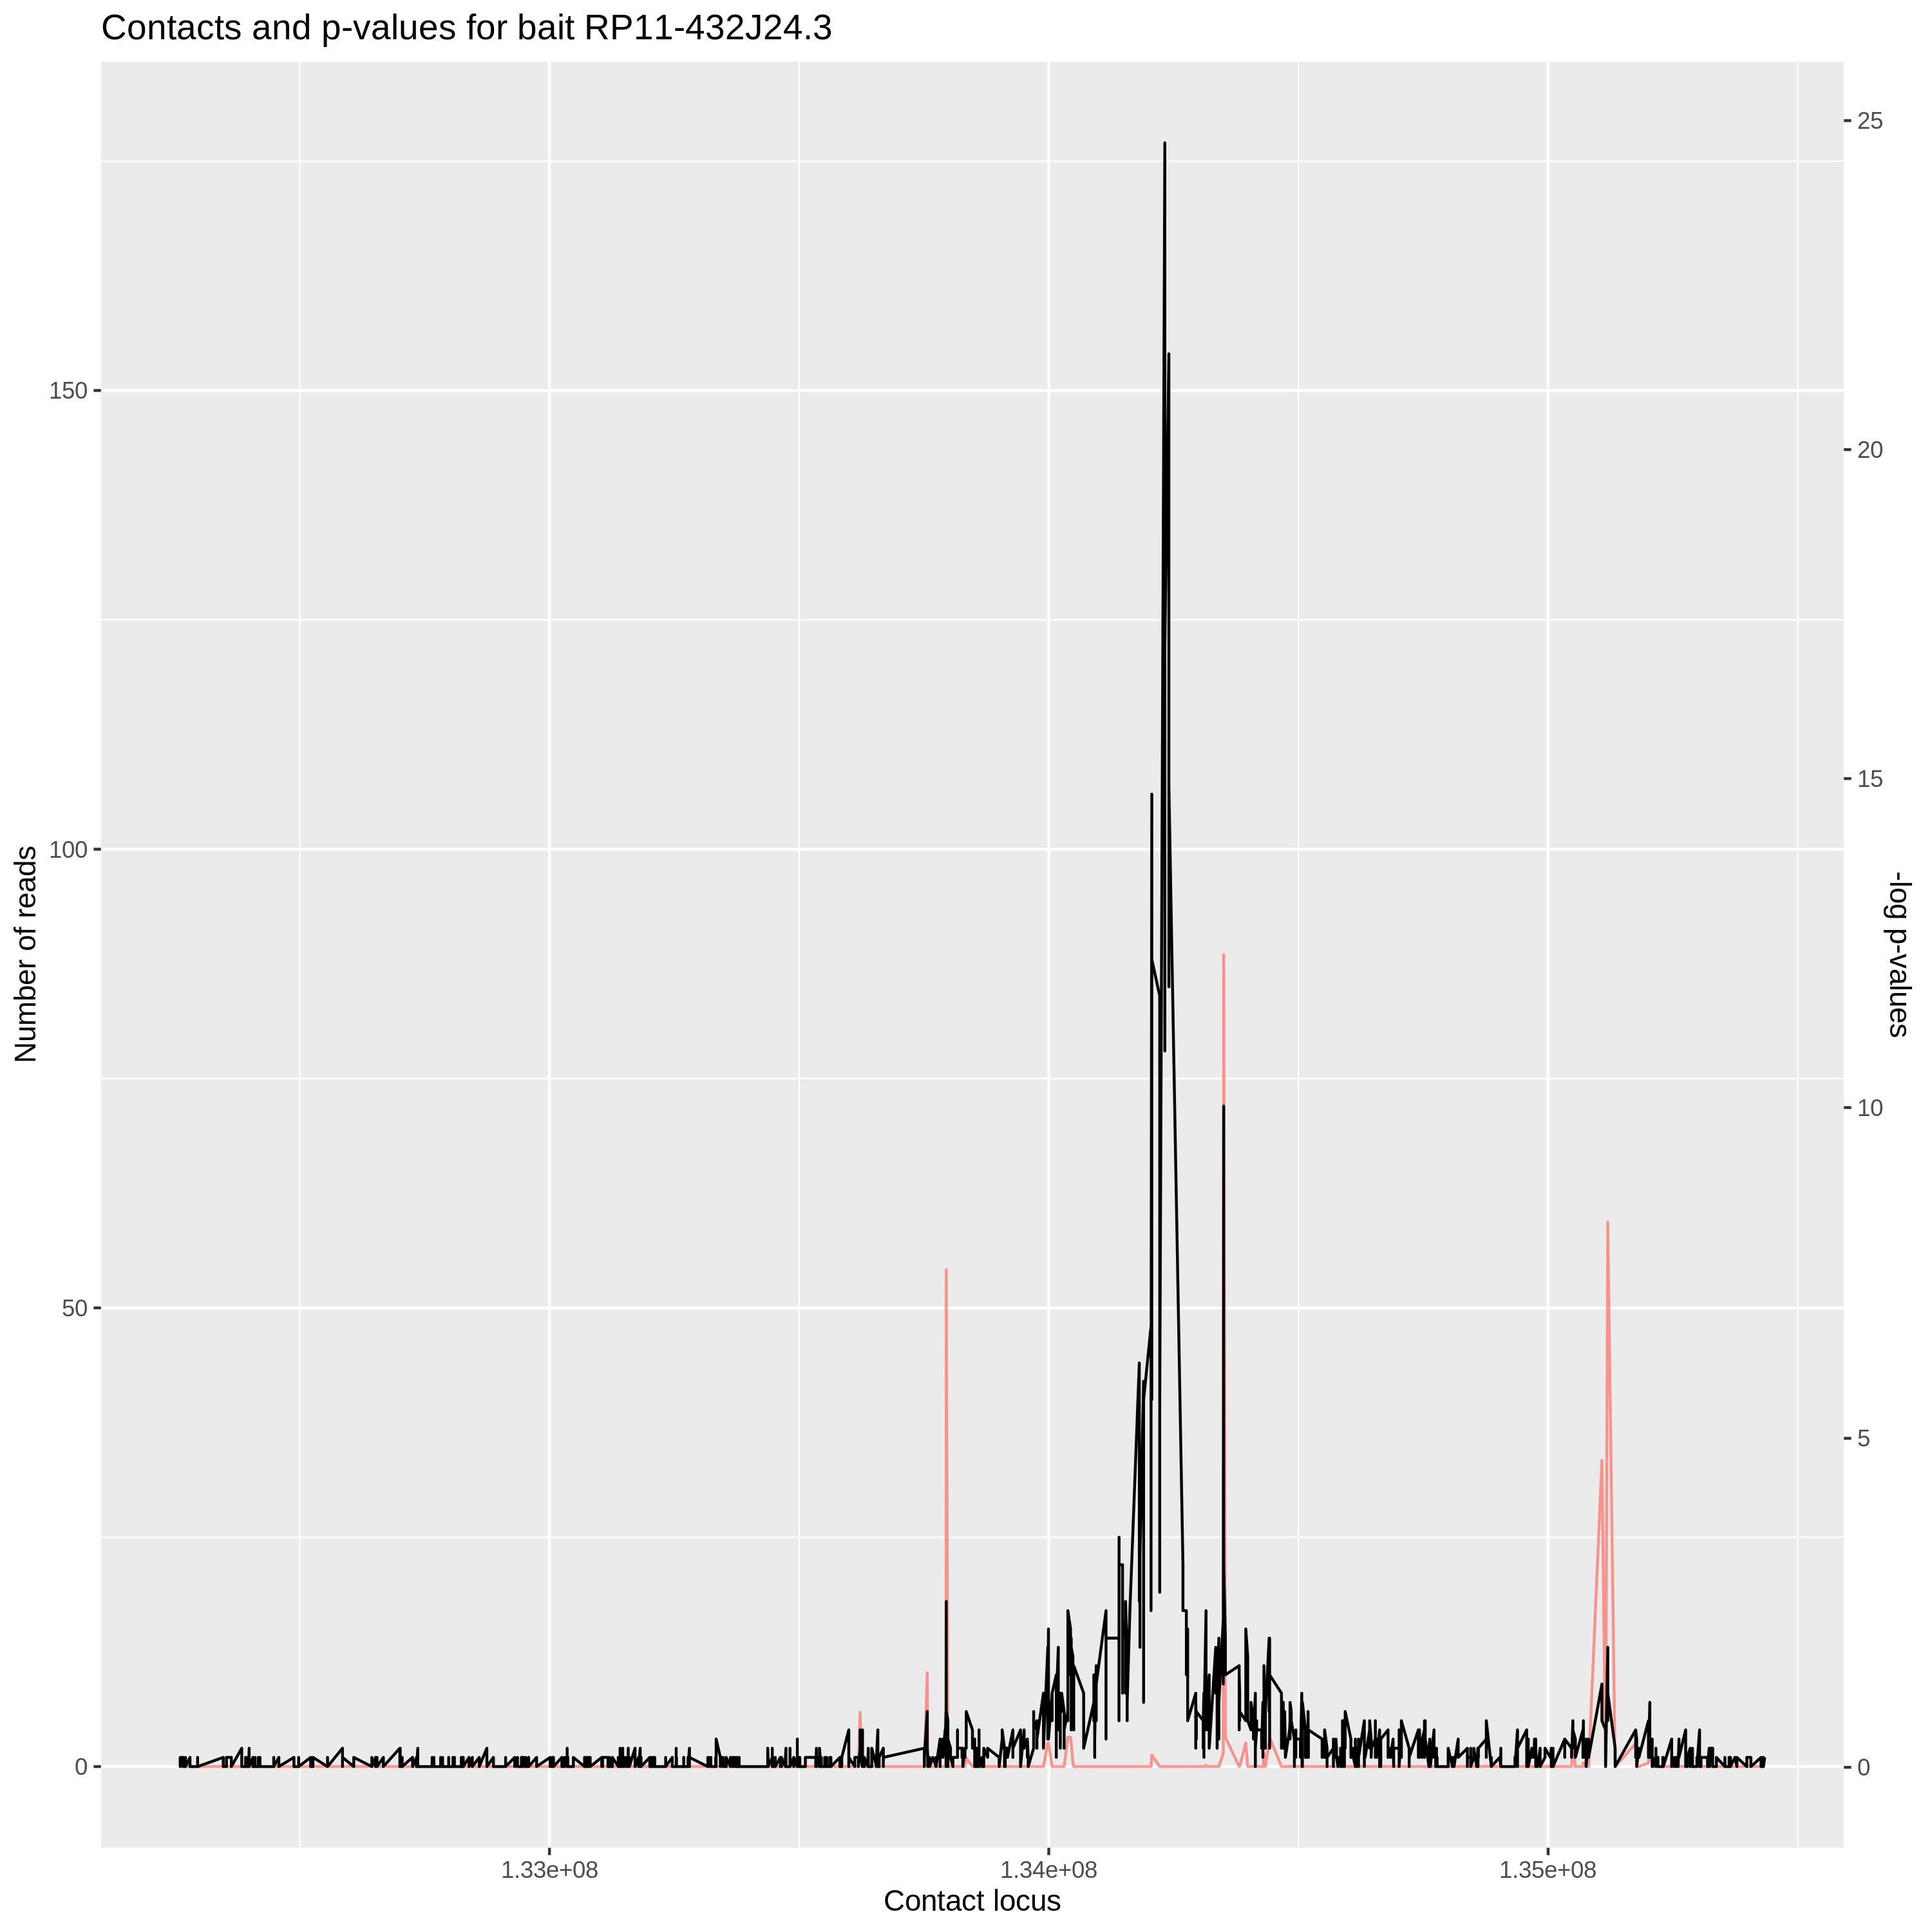 Contacts and p-values for bait RP11-432J24.3
Number of reads
150
100
50
0
25
20
15
10
5
0
-log p-values
1.33e+08
1.34e+08
1.35e+08
Contact locus